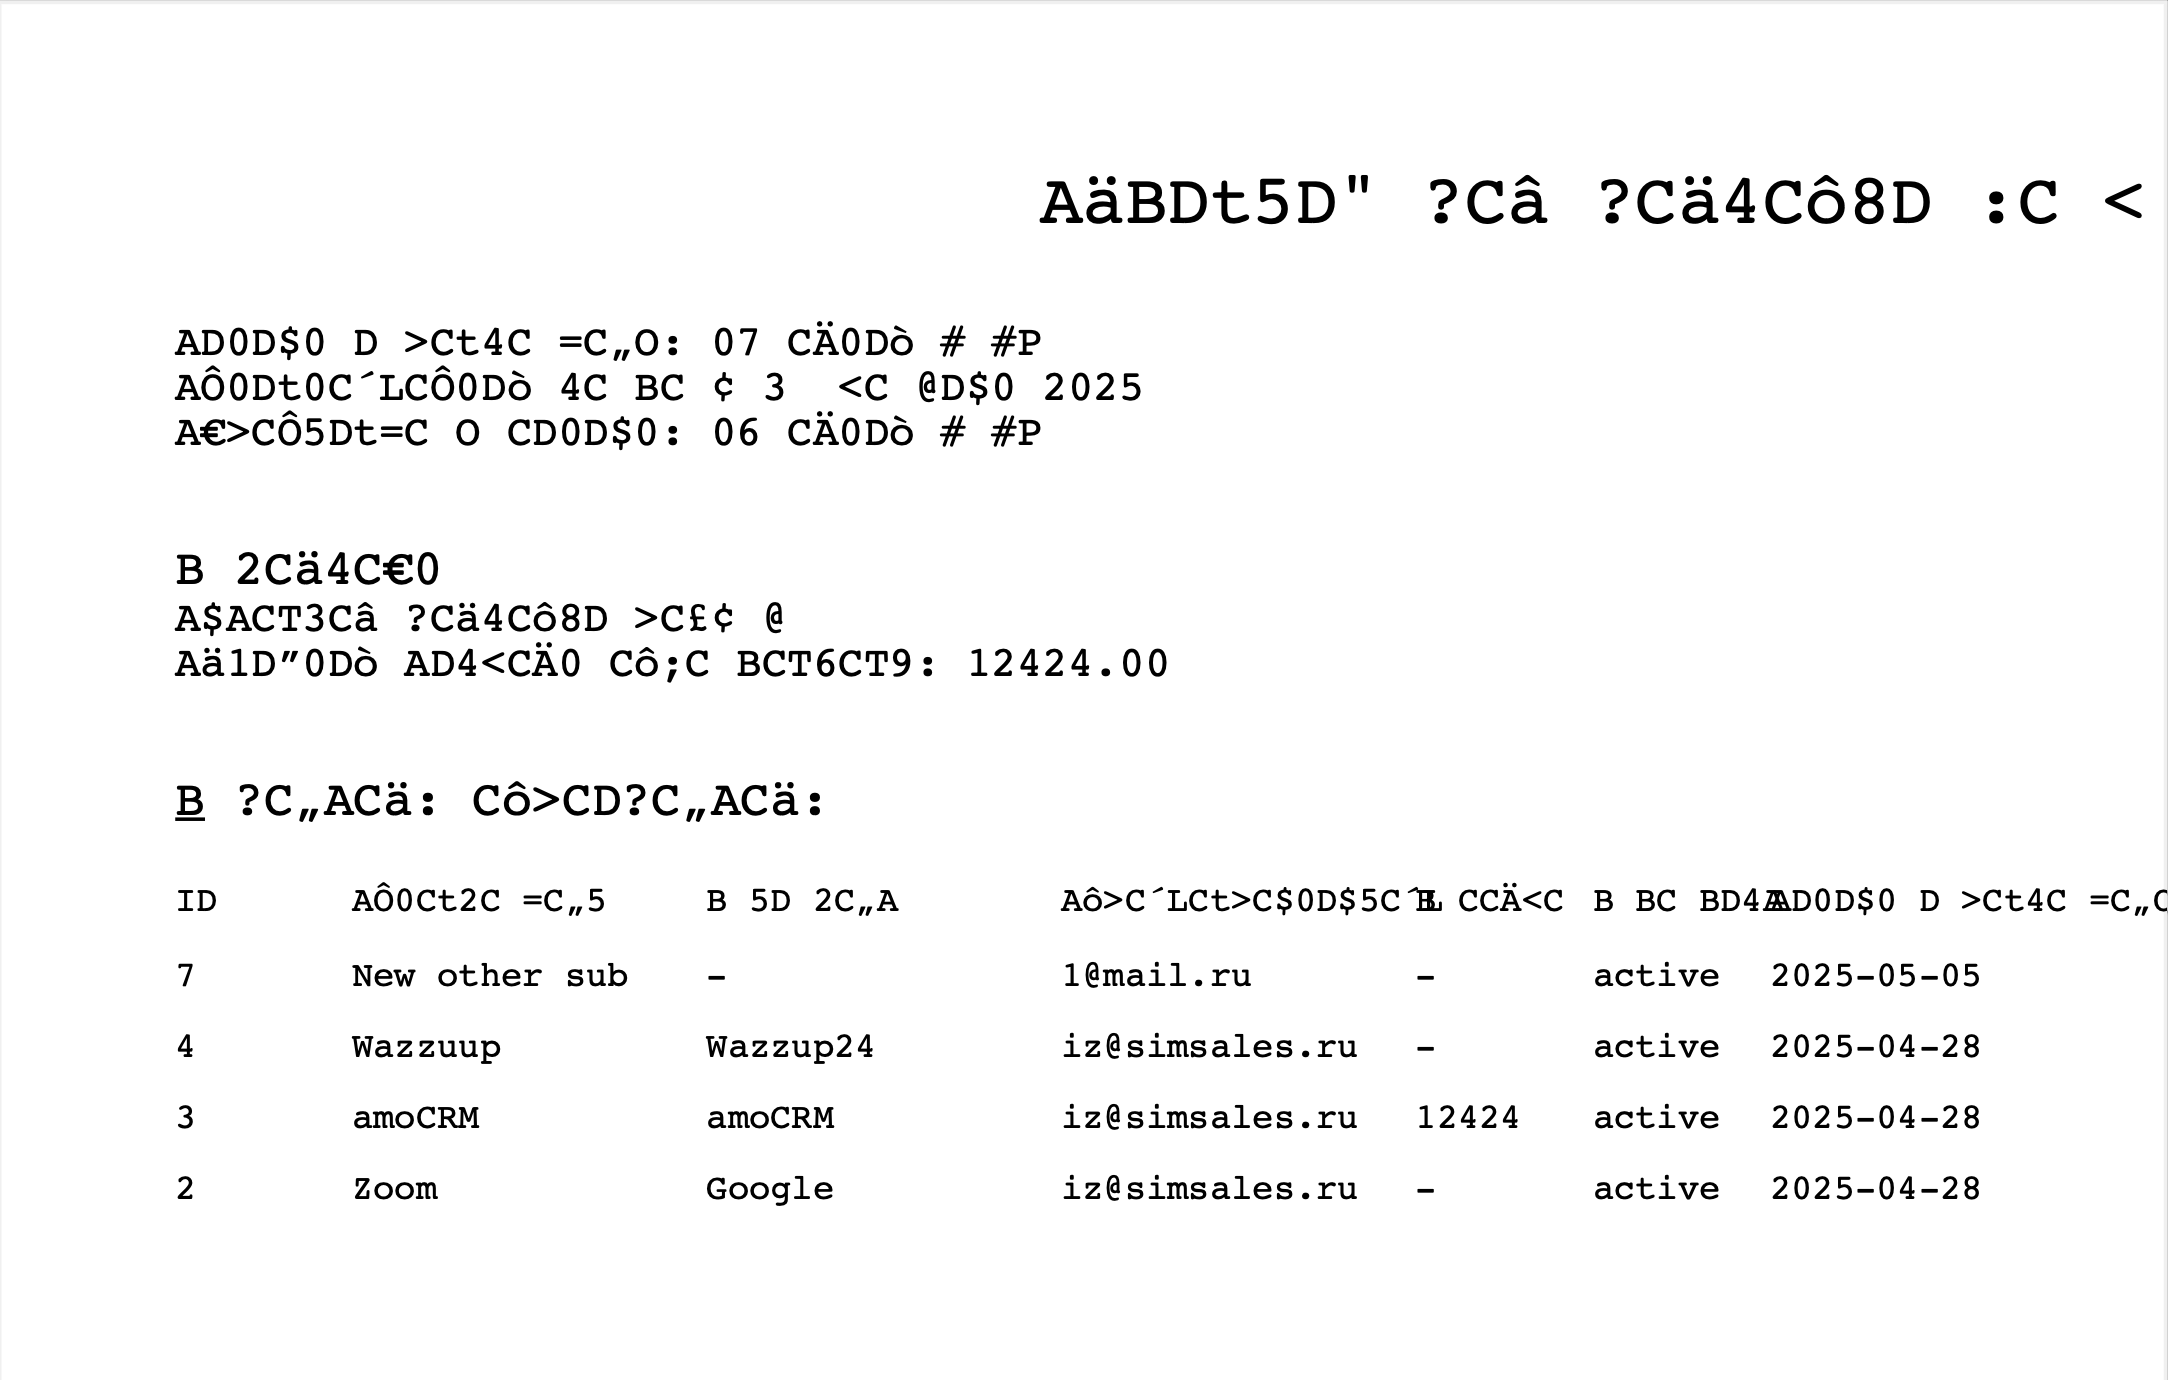 AäBDt5D" ?Câ ?Cä4Cô8D :C <
AD0D$0 D >Ct4C =C„O: 07 CÄ0Dò # #P
AÔ0Dt0C´LCÔ0Dò 4C BC ¢ 3  <C @D$0 2025
A€>CÔ5Dt=C O CD0D$0: 06 CÄ0Dò # #P
B 2Cä4C€0
A$ACT3Câ ?Cä4Cô8D >C£¢ @
Aä1D”0Dò AD4<CÄ0 Cô;C BCT6CT9: 12424.00
B ?C„ACä: Cô>CD?C„ACä:
ID AÔ0Ct2C =C„5 B 5D 2C„A Aô>C´LCt>C$0D$5C´L B CCÄ<C B BC BD4A AD0D$0 D >Ct4C =C„O
7 New other sub - 1@mail.ru - active 2025-05-05
4 Wazzuup Wazzup24 iz@simsales.ru - active 2025-04-28
3 amoCRM amoCRM iz@simsales.ru 12424 active 2025-04-28
2 Zoom Google iz@simsales.ru - active 2025-04-28